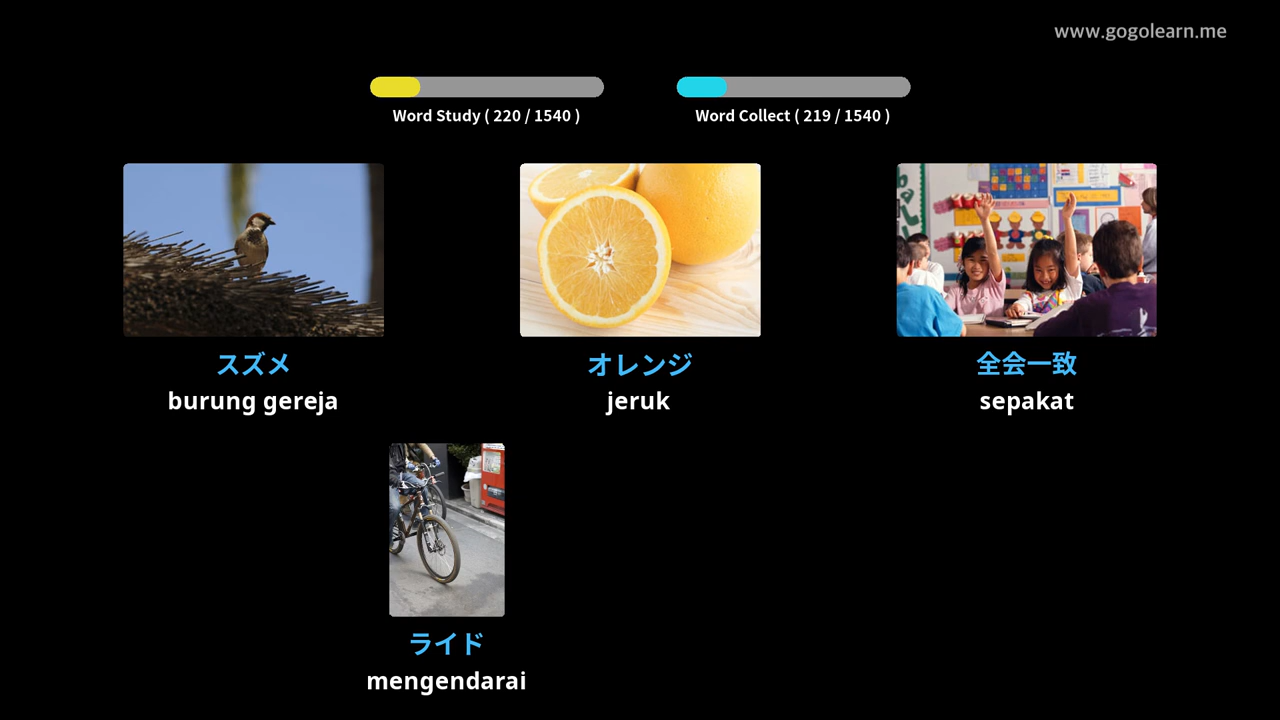 www.gogolearn.me
Word Study ( 220 / 1540 )
Word Collect ( 219 / 1540 )
スズメ
burung gereja
オレンジ
jeruk
全会一致
sepakat
ライド
mengendarai